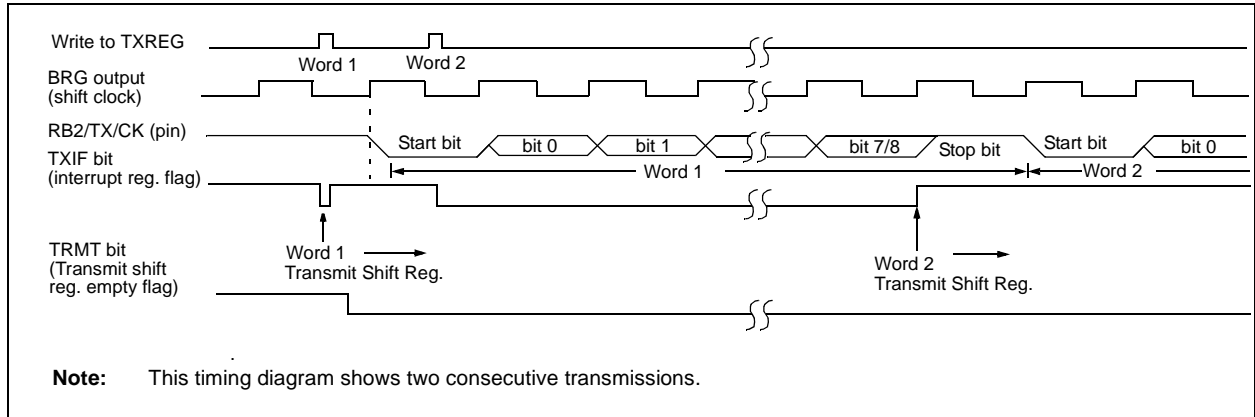 Write to TXREG
Word 1
Word 2
BRG output
(shift clock)
RB2/TX/CK (pin)
Start bit
bit 0
bit 1
bit 7/8
Stop bit
Start bit
bit 0
TXIF bit
(interrupt reg. flag)
Word 1
Word 2
TRMT bit
(Transmit shift
reg. empty flag)
Word 1
Transmit Shift Reg.
Word 2
Transmit Shift Reg.
Note: This timing diagram shows two consecutive transmissions.